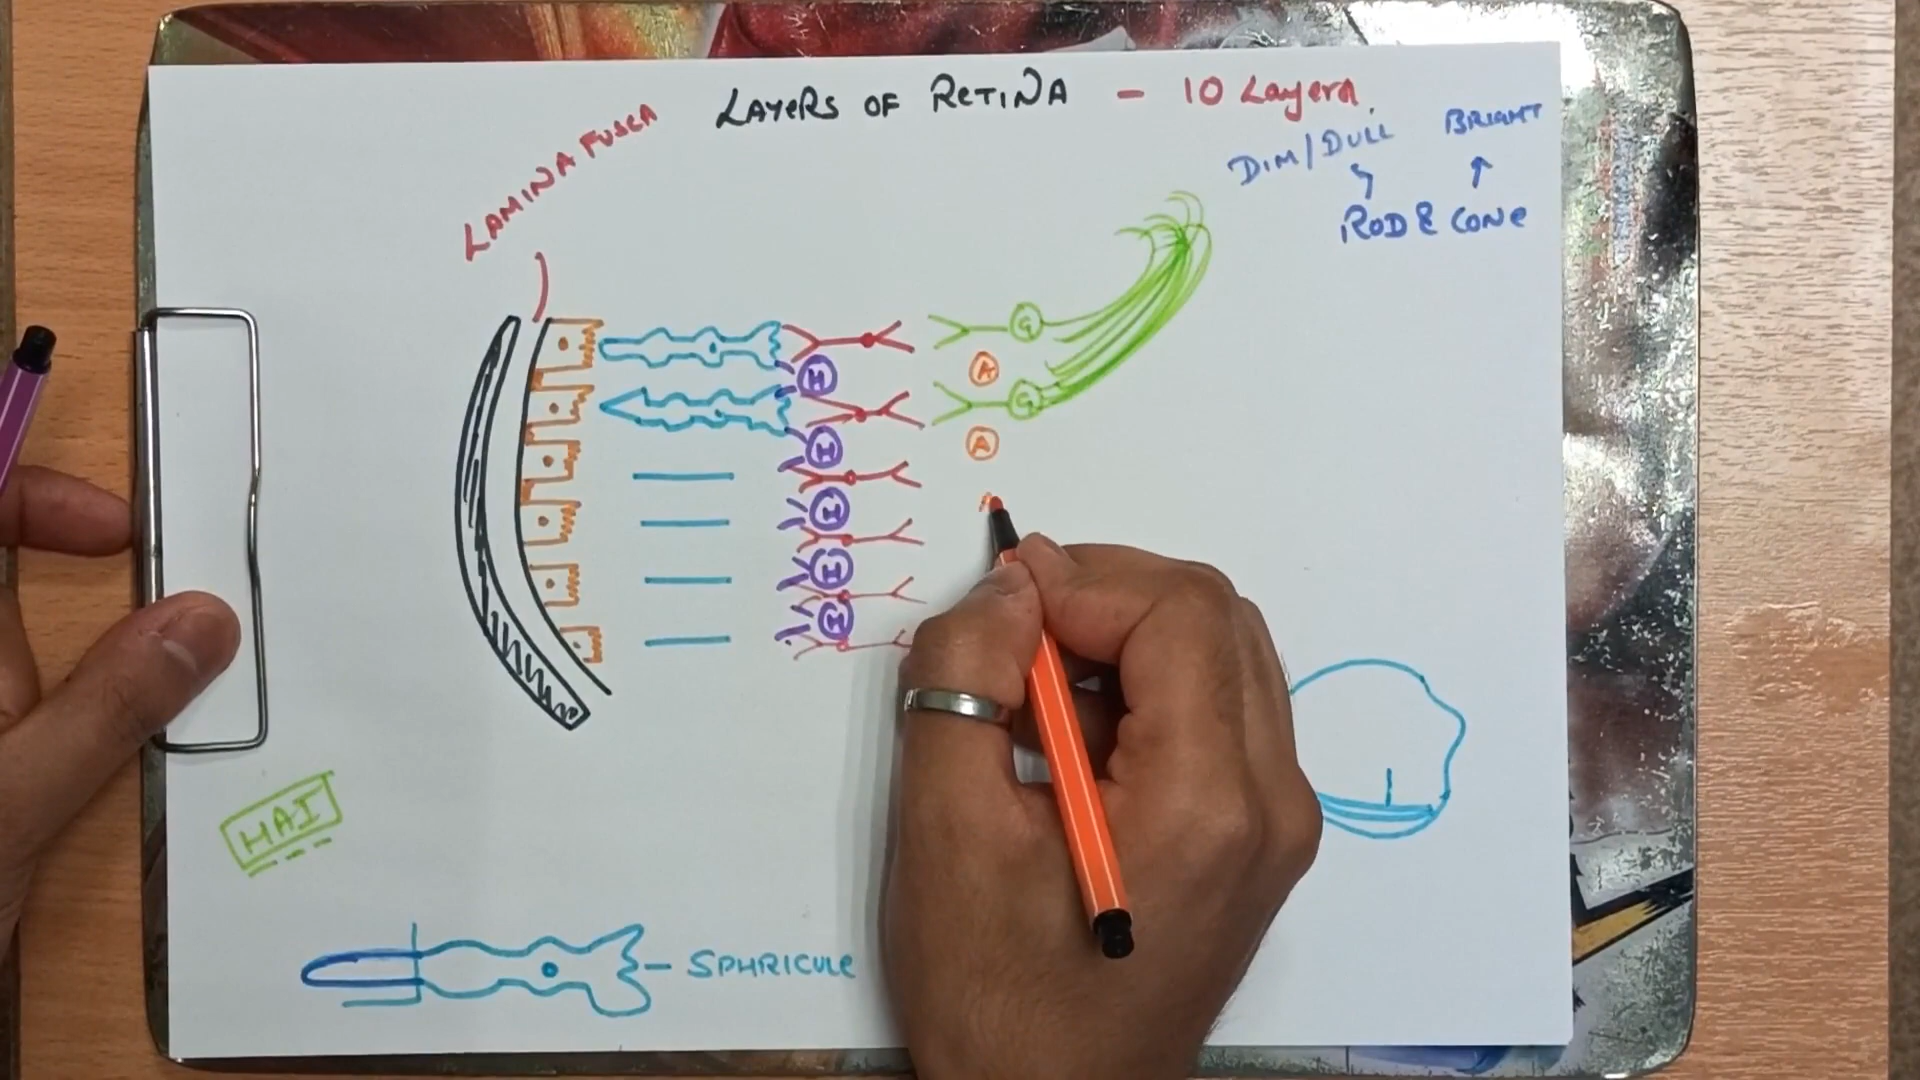 LAYERS OF RETINA - 10 Layers.
LAMINA FUSCA
DIM/DULL
BRIGHT
ROD & CONE
G
A
G
A
H
H
H
H
H
HAI
SPHRICULE